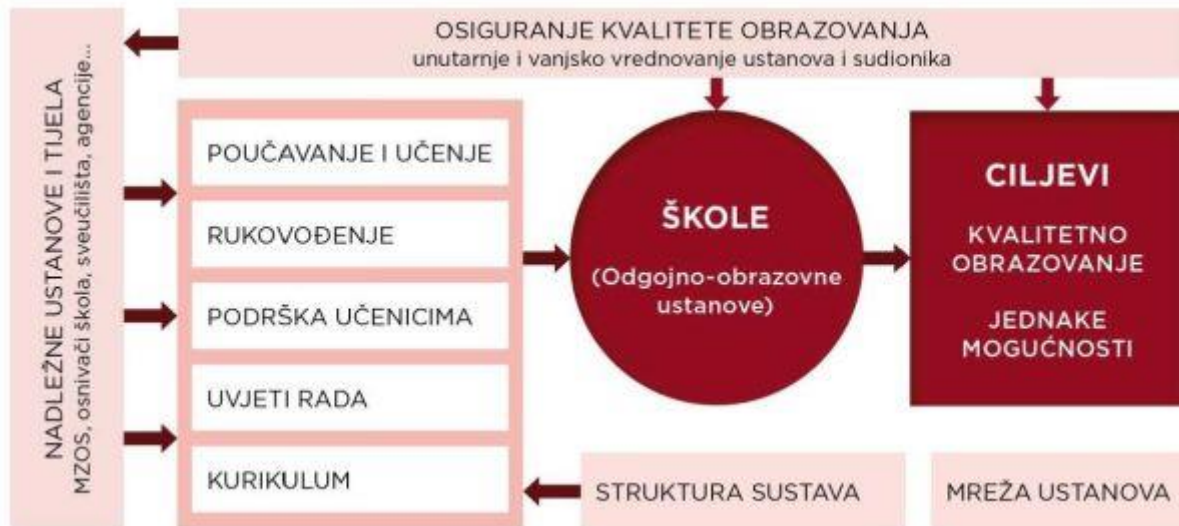 OSIGURANJE KVALITETE OBRAZOVANJA
unutarnje i vanjsko vrednovanje ustanova i sudionika
NADLEŽNE USTANOVE I TIJELA
MZOS, osnivači škola, sveučilišta, agencije...
POUČAVANJE I UČENJE
RUKOVOĐENJE
PODRŠKA UČENICIMA
UVJETI RADA
KURIKULUM
ŠKOLE
(Odgojno-obrazovne
ustanove)
CILJEVI
KVALITETNO
OBRAZOVANJE
JEDNAKE
MOGUĆNOSTI
STRUKTURA SUSTAVA
MREŽA USTANOVA